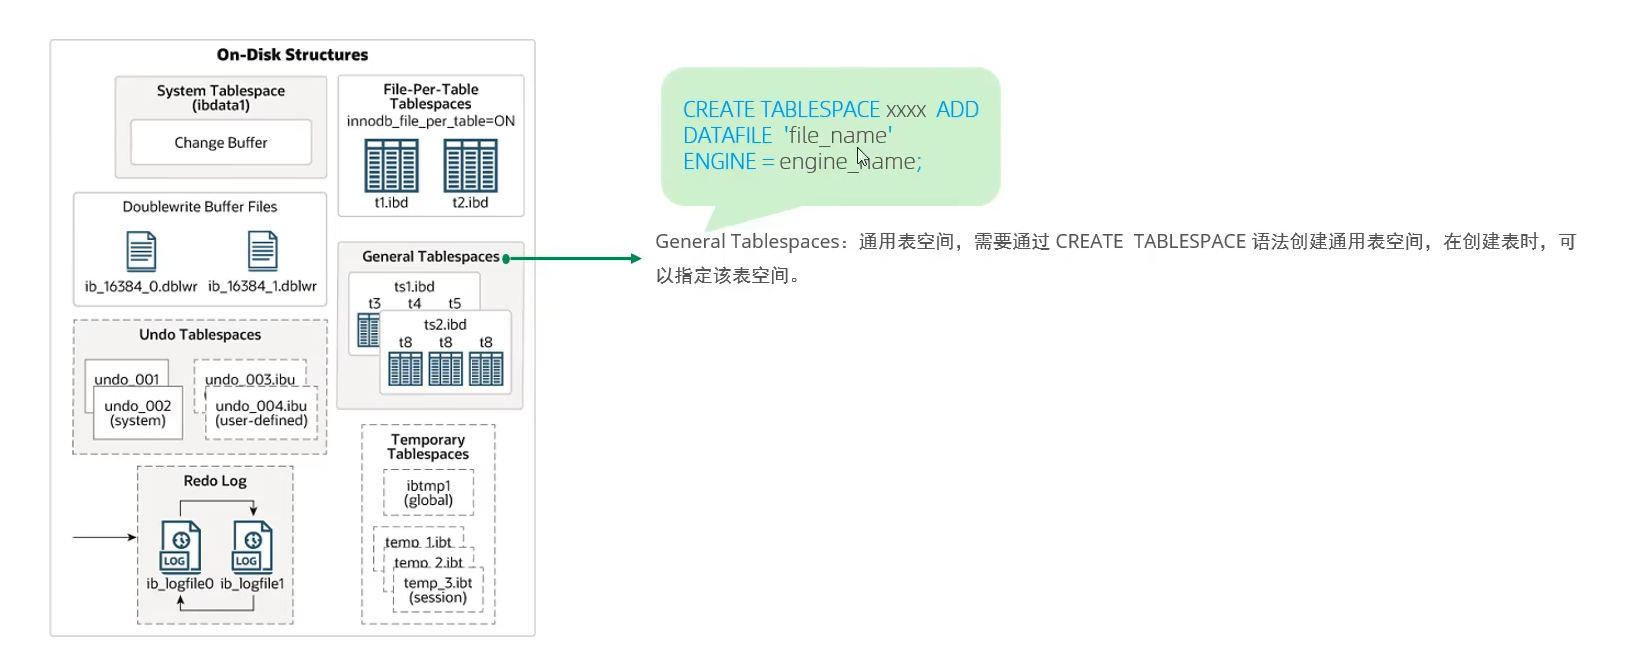 On-Disk Structures
System Tablespace
(ibdata1)
Change Buffer
File-Per-Table
Tablespaces
innodb_file_per_table=ON
t1.ibd t2.ibd
Doublewrite Buffer Files
ib_16384_0.dblwr ib_16384_1.dblwr
General Tablespaces
ts1.ibd
t3 t4 t5
ts2.ibd
t8 t8 t8
Undo Tablespaces
undo_001
undo_002
(system)
undo_003.ibu
undo_004.ibu
(user-defined)
Temporary
Tablespaces
ibtmp1
(global)
temp_1.ibt
temp_2.ibt
temp_3.ibt
(session)
Redo Log
LOG LOG
ib_logfile0 ib_logfile1
CREATE TABLESPACE xxxx ADD
DATAFILE 'file_name'
ENGINE = engine_name;
General Tablespaces：通用表空间，需要通过 CREATE TABLESPACE 语法创建通用表空间，在创建表时，可
以指定该表空间。